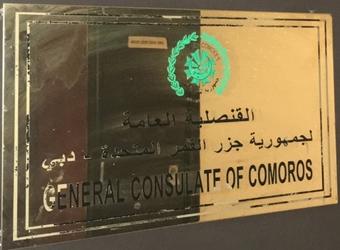 القنصلية العامة
لجمهورية جزر القمر المتحدة - دبي
GENERAL CONSULATE OF COMOROS